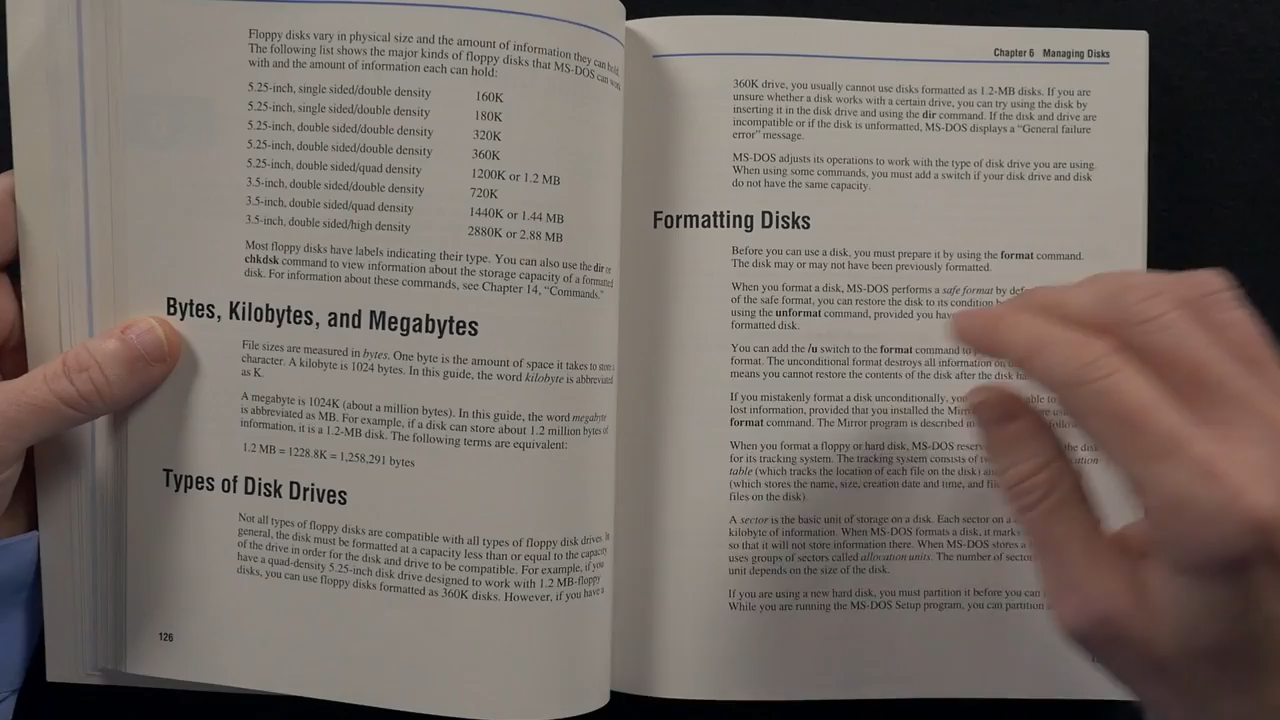 Floppy disks vary in physical size and the amount of information they can hold.
The following list shows the major kinds of floppy disks that MS-DOS can work
with and the amount of information each can hold:
5.25-inch, single sided/double density 160K
5.25-inch, single sided/double density 180K
5.25-inch, double sided/double density 320K
5.25-inch, double sided/double density 360K
5.25-inch, double sided/quad density 1200K or 1.2 MB
3.5-inch, double sided/double density 720K
3.5-inch, double sided/quad density 1440K or 1.44 MB
3.5-inch, double sided/high density 2880K or 2.88 MB
Most floppy disks have labels indicating their type. You can also use the dir or
chkdsk command to view information about the storage capacity of a formatted
disk. For information about these commands, see Chapter 14, "Commands."
Bytes, Kilobytes, and Megabytes
File sizes are measured in bytes. One byte is the amount of space it takes to store a
character. A kilobyte is 1024 bytes. In this guide, the word kilobyte is abbreviated
as K.
A megabyte is 1024K (about a million bytes). In this guide, the word megabyte
is abbreviated as MB. For example, if a disk can store about 1.2 million bytes of
information, it is a 1.2-MB disk. The following terms are equivalent:
1.2 MB = 1228.8K = 1,258,291 bytes
Types of Disk Drives
Not all types of floppy disks are compatible with all types of floppy disk drives. In
general, the disk must be formatted at a capacity less than or equal to the capacity
of the drive in order for the disk and drive to be compatible. For example, if you
have a quad-density 5.25-inch disk drive designed to work with 1.2 MB-floppy
disks, you can use floppy disks formatted as 360K disks. However, if you have a
126
Chapter 6 Managing Disks
360K drive, you usually cannot use disks formatted as 1.2-MB disks. If you are
unsure whether a disk works with a certain drive, you can try using the disk by
inserting it in the disk drive and using the dir command. If the disk and drive are
incompatible or if the disk is unformatted, MS-DOS displays a "General failure
error" message.
MS-DOS adjusts its operations to work with the type of disk drive you are using.
When using some commands, you must add a switch if your disk drive and disk
do not have the same capacity.
Formatting Disks
Before you can use a disk, you must prepare it by using the format command.
The disk may or may not have been previously formatted.
When you format a disk, MS-DOS performs a safe format by
of the safe format, you can restore the disk to its condition
using the unformat command, provided you
formatted disk.
You can add the /u switch to the format command to
format. The unconditional format destroys all information on
means you cannot restore the contents of the disk after the disk
If you mistakenly format a disk unconditionally, able to
lost information, provided that you installed the
format command. The Mirror program is described in
When you format a floppy or hard disk, MS-DOS the disk
for its tracking system. The tracking system consists of
table (which tracks the location of each file on the disk)
(which stores the name, size, creation date and time, and
files on the disk).
A sector is the basic unit of storage on a disk. Each sector on a
kilobyte of information. When MS-DOS formats a disk, it marks
so that it will not store information there. When MS-DOS stores a
uses groups of sectors called allocation units. The number of
unit depends on the size of the disk.
If you are using a new hard disk, you must partition it before you can
While you are running the MS-DOS Setup program, you can partition